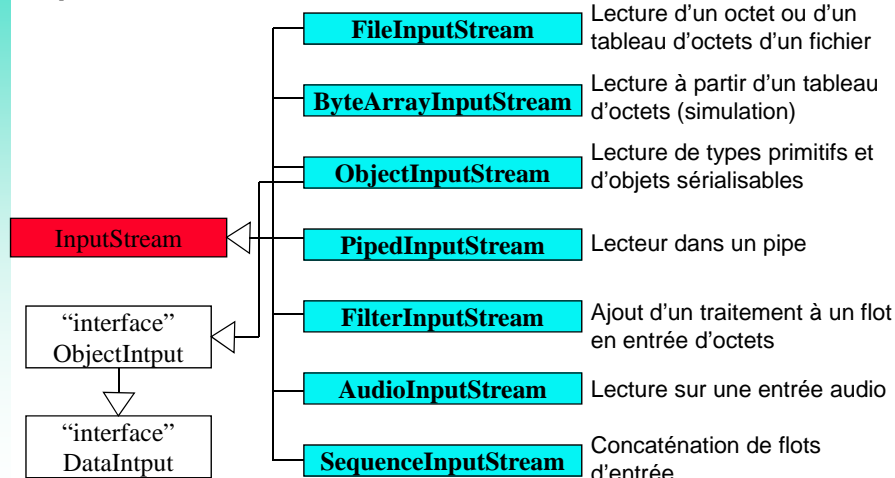 FileInputStream
Lecture d'un octet ou d'un
tableau d'octets d'un fichier
ByteArrayInputStream
Lecture à partir d'un tableau
d'octets (simulation)
ObjectInputStream
Lecture de types primitifs et
d'objets sérialisables
InputStream
PipedInputStream
Lecteur dans un pipe
“interface”
ObjectIntput
FilterInputStream
Ajout d'un traitement à un flot
en entrée d'octets
AudioInputStream
Lecture sur une entrée audio
“interface”
DataIntput
SequenceInputStream
Concaténation de flots
d'entrée